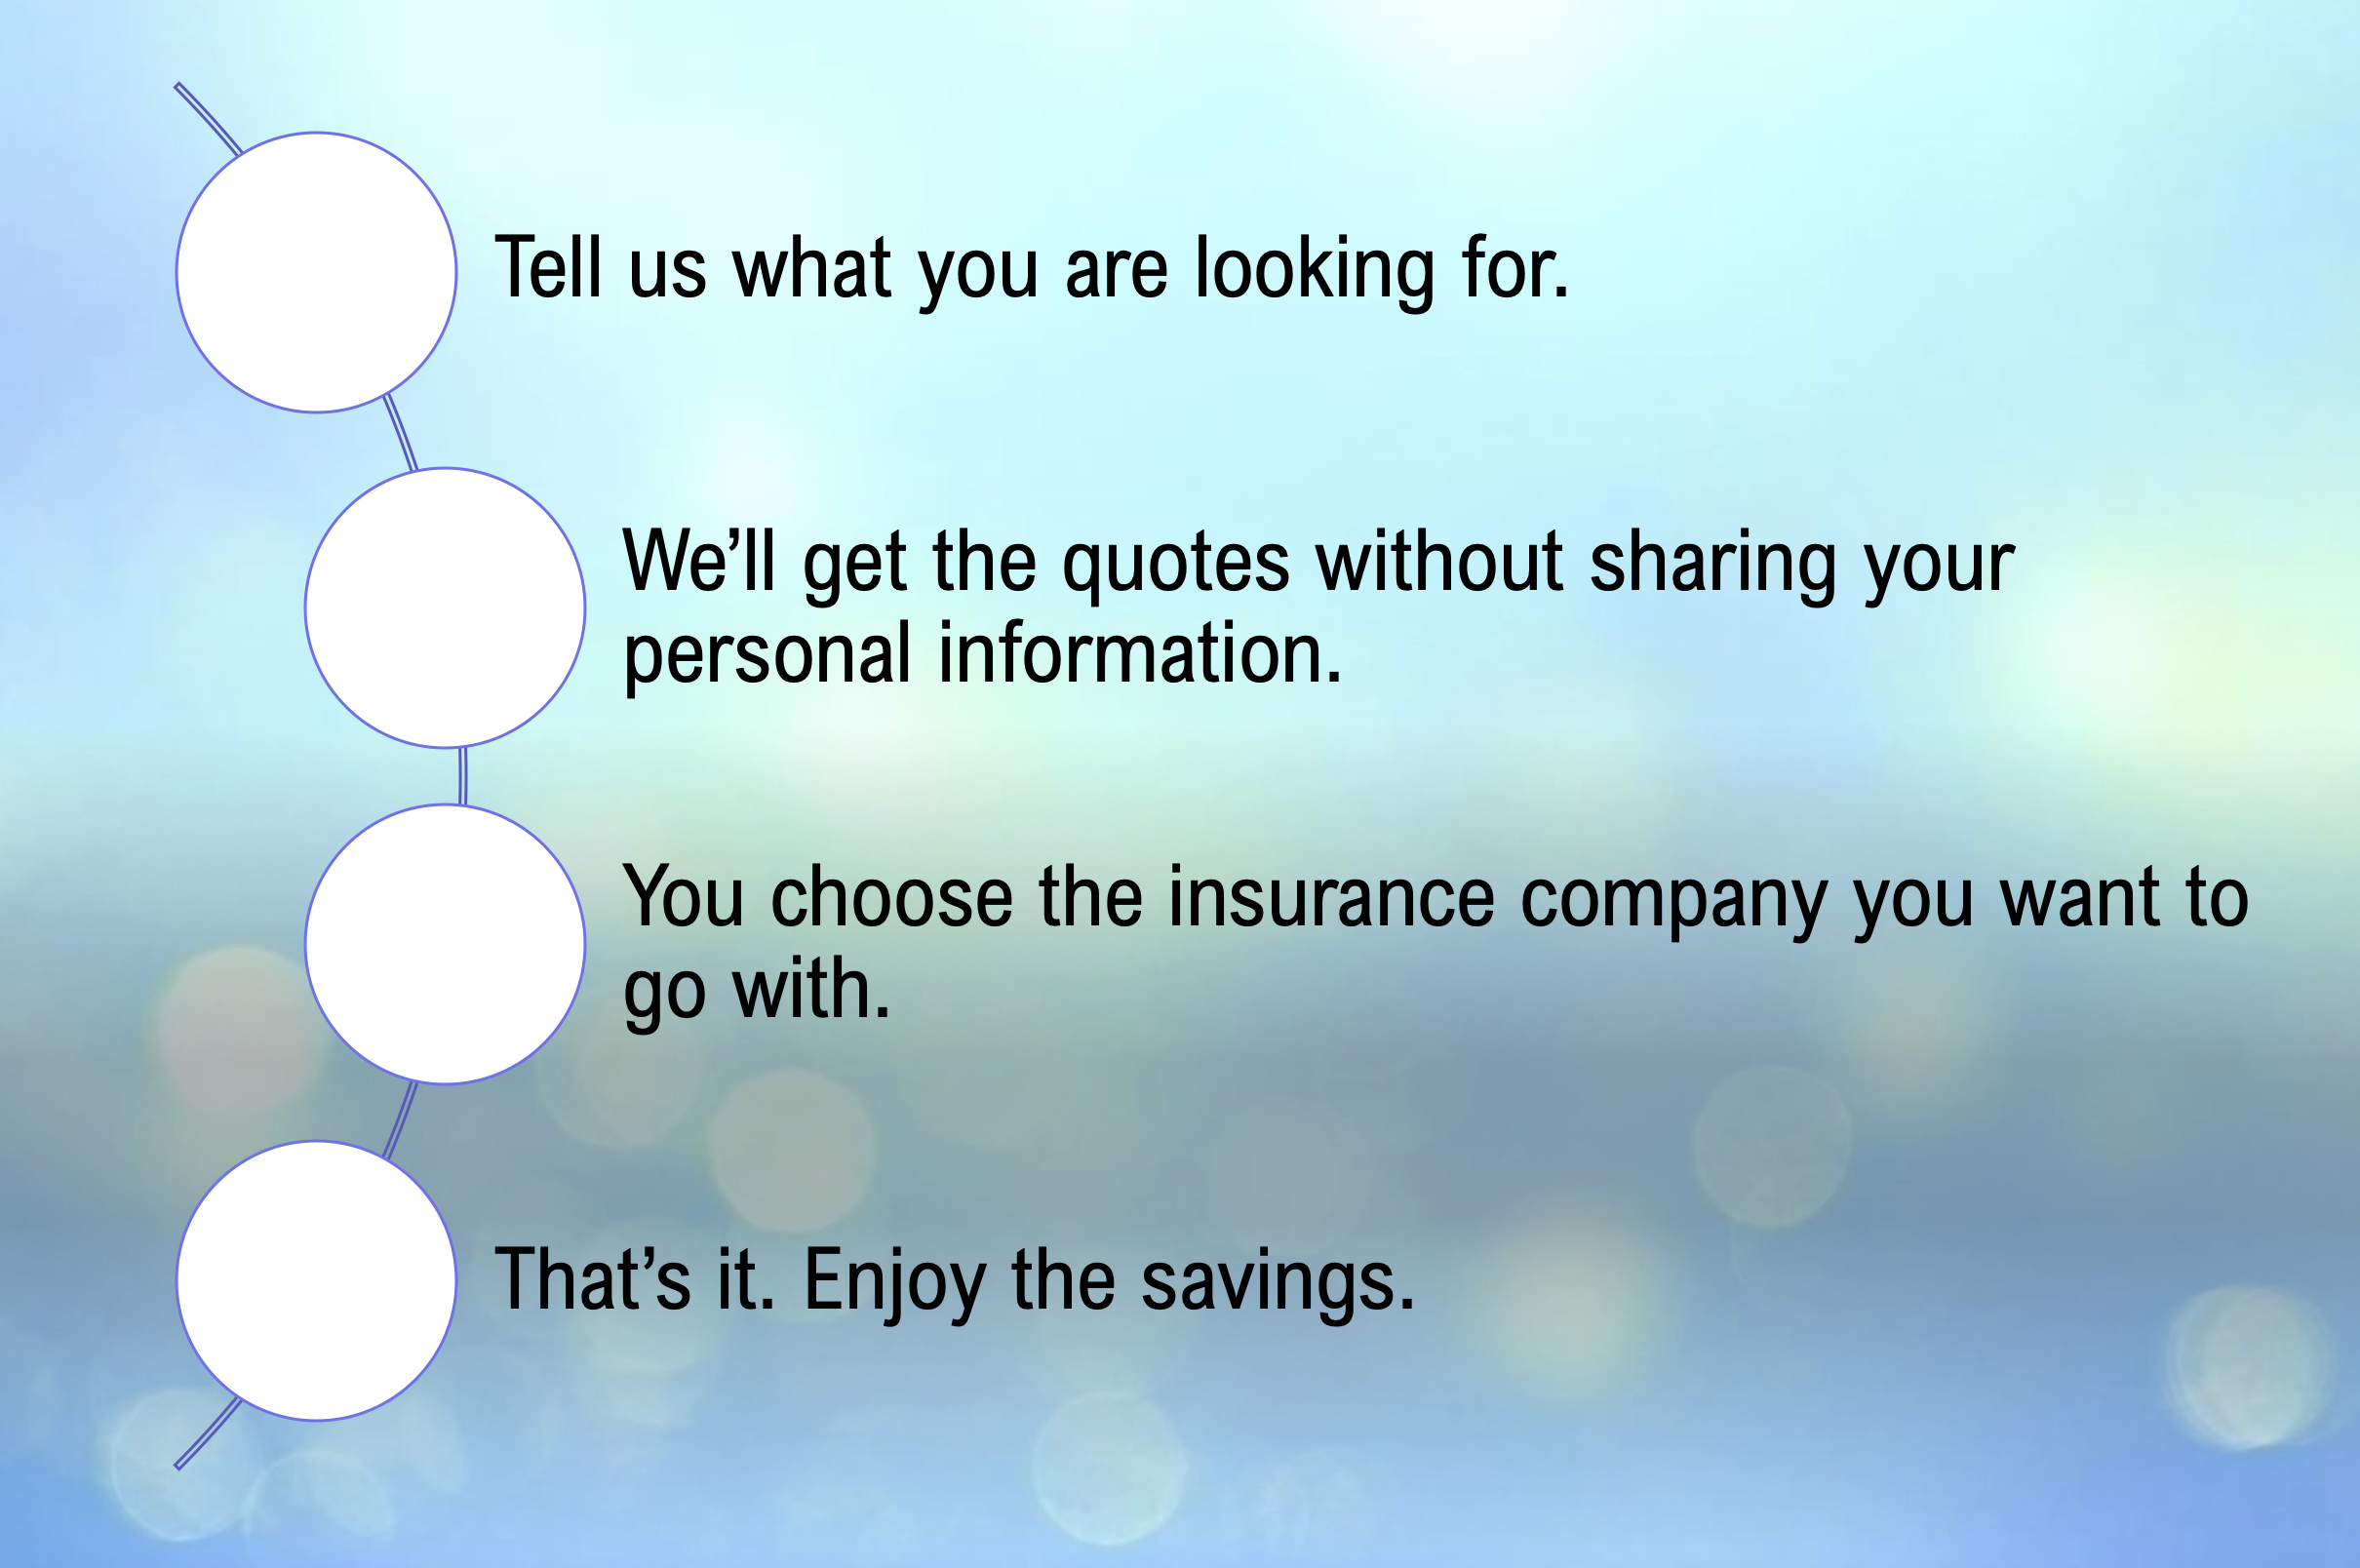 Tell us what you are looking for.
We’ll get the quotes without sharing your
personal information.
You choose the insurance company you want to
go with.
That’s it. Enjoy the savings.